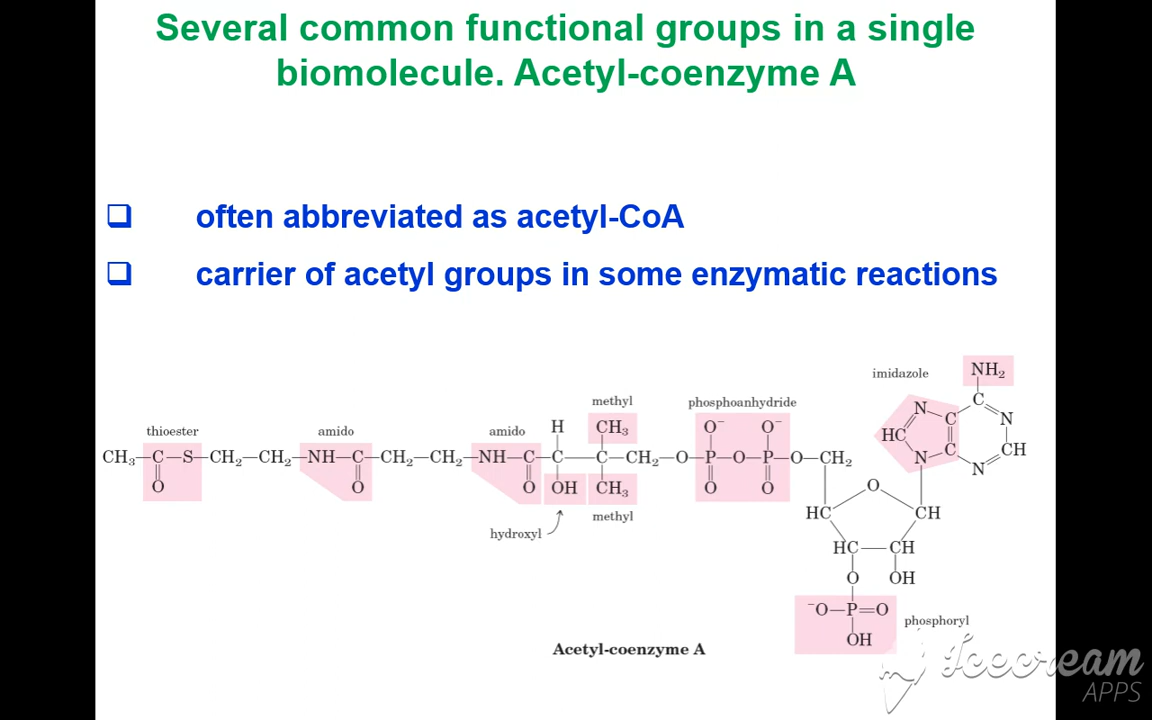 Several common functional groups in a single
biomolecule. Acetyl-coenzyme A
often abbreviated as acetyl-CoA
carrier of acetyl groups in some enzymatic reactions
imidazole
NH₂
methyl
phosphoanhydride
N
C
N
thioester
amido
amido
H
CH₃
O⁻
O⁻
HC
C
C
CH
CH₃—C—S—CH₂—CH₂—NH—C—CH₂—CH₂—NH—C—C—C—CH₂—O—P—O—P—O—CH₂
N
N
O
O
O
OH
CH₃
O
O
O
hydroxyl
methyl
HC
CH
HC—CH
O
OH
⁻O—P=O
phosphoryl
OH
Acetyl-coenzyme A
Icecream
APPS